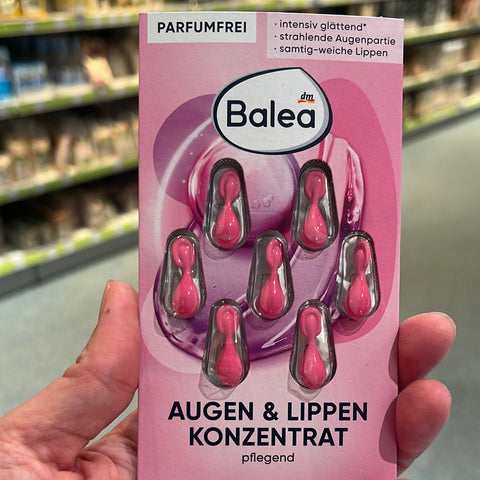 PARFUMFREI
· intensiv glättend*
· strahlende Augenpartie
· samtig-weiche Lippen
dm
Balea
AUGEN & LIPPEN
KONZENTRAT
pflegend